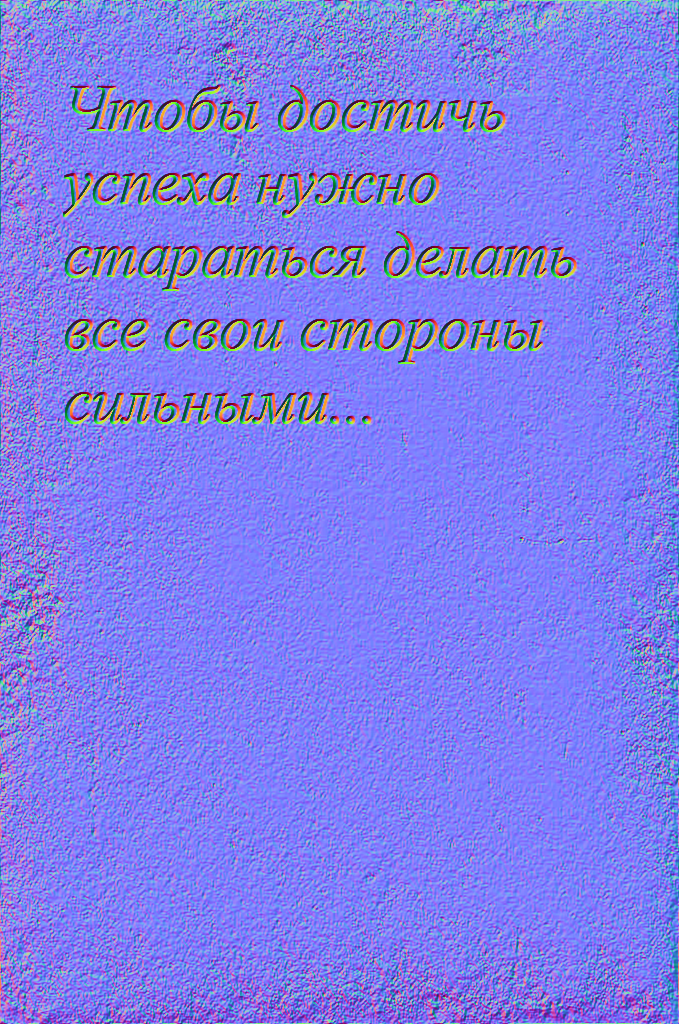 Чтобы достичь
успеха нужно
стараться делать
все свои стороны
сильными...